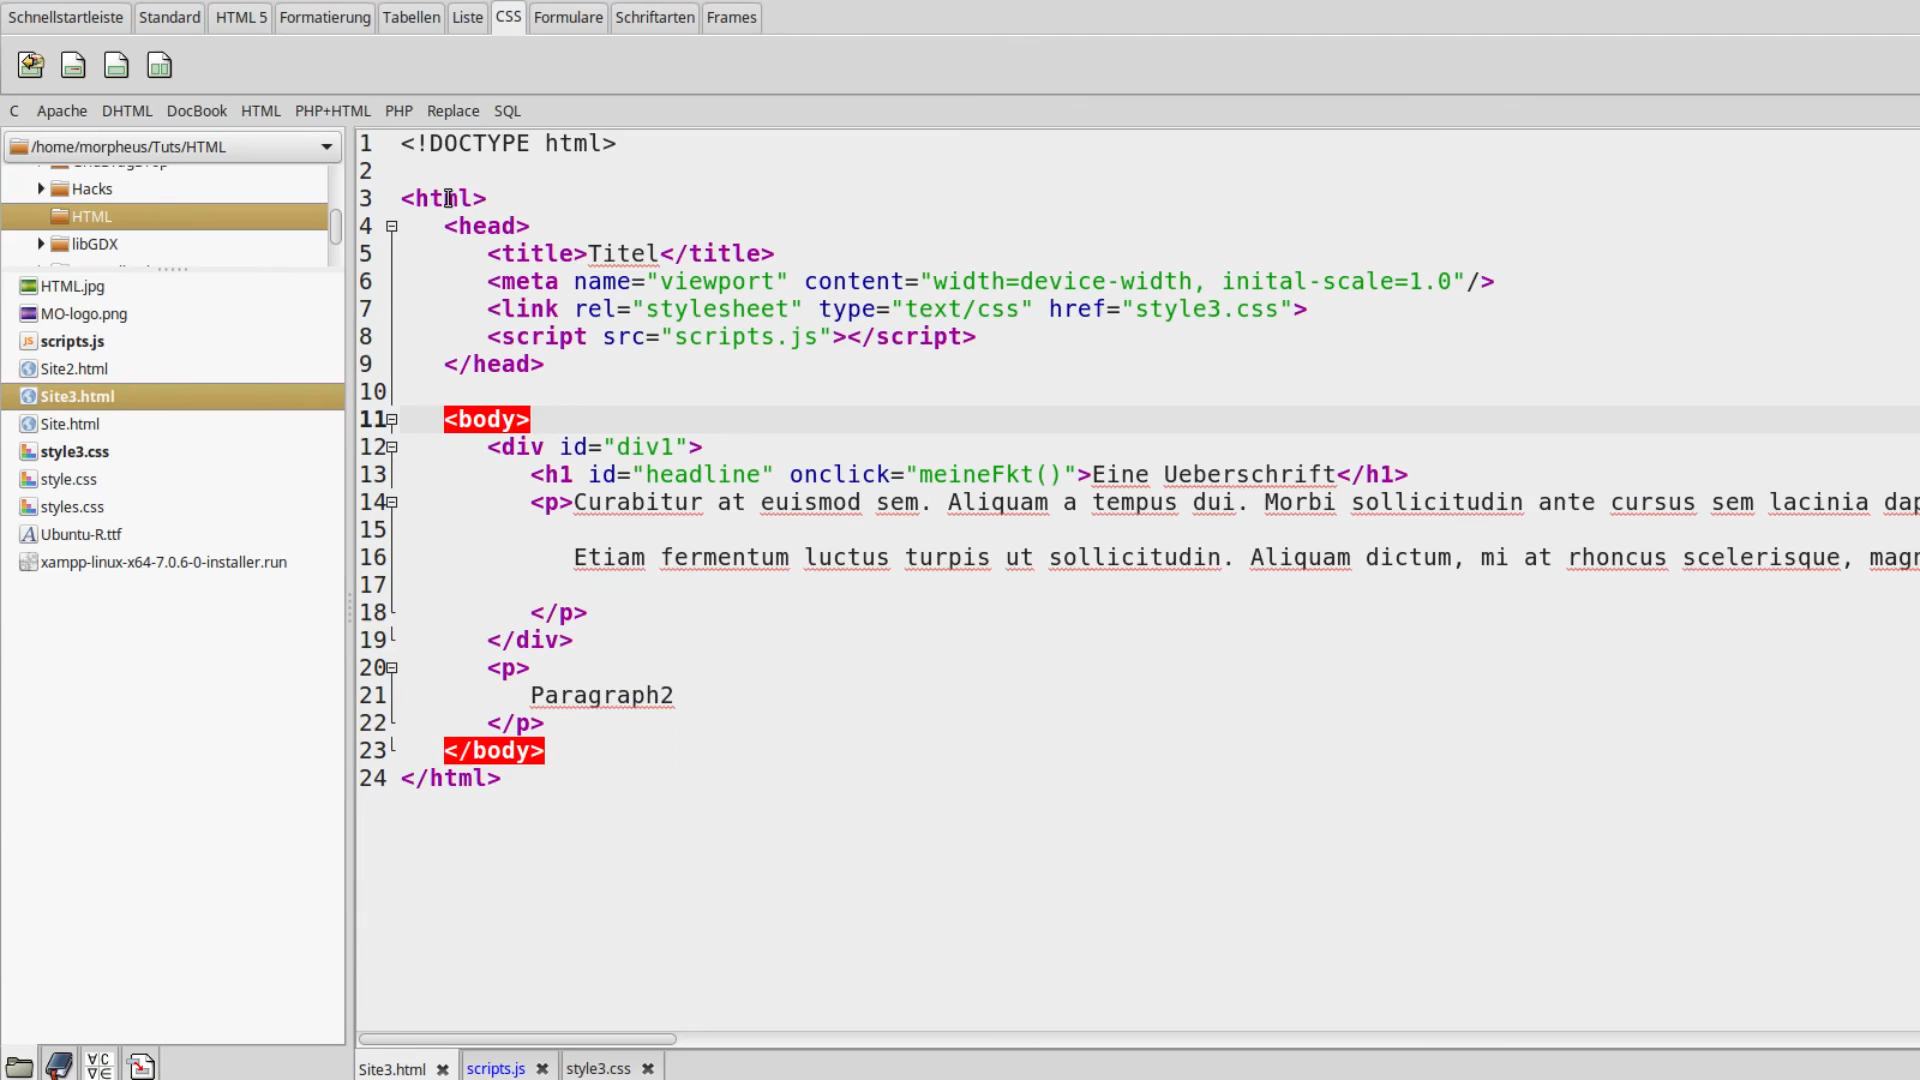 Schnellstartleiste Standard HTML 5 Formatierung Tabellen Liste CSS Formulare Schriftarten Frames
C Apache DHTML DocBook HTML PHP+HTML PHP Replace SQL
/home/morpheus/Tuts/HTML
Hacks
HTML
libGDX
HTML.jpg
MO-logo.png
scripts.js
Site2.html
Site3.html
Site.html
style3.css
style.css
styles.css
Ubuntu-R.ttf
xampp-linux-x64-7.0.6-0-installer.run
1 <!DOCTYPE html>
2
3 <html>
4 <head>
5 <title>Titel</title>
6 <meta name="viewport" content="width=device-width, inital-scale=1.0"/>
7 <link rel="stylesheet" type="text/css" href="style3.css">
8 <script src="scripts.js"></script>
9 </head>
10
11 <body>
12 <div id="div1">
13 <h1 id="headline" onclick="meineFkt()">Eine Ueberschrift</h1>
14 <p>Curabitur at euismod sem. Aliquam a tempus dui. Morbi sollicitudin ante cursus sem lacinia dap
15
16 Etiam fermentum luctus turpis ut sollicitudin. Aliquam dictum, mi at rhoncus scelerisque, magn
17
18 </p>
19 </div>
20 <p>
21 Paragraph2
22 </p>
23 </body>
24 </html>
Site3.html scripts.js style3.css